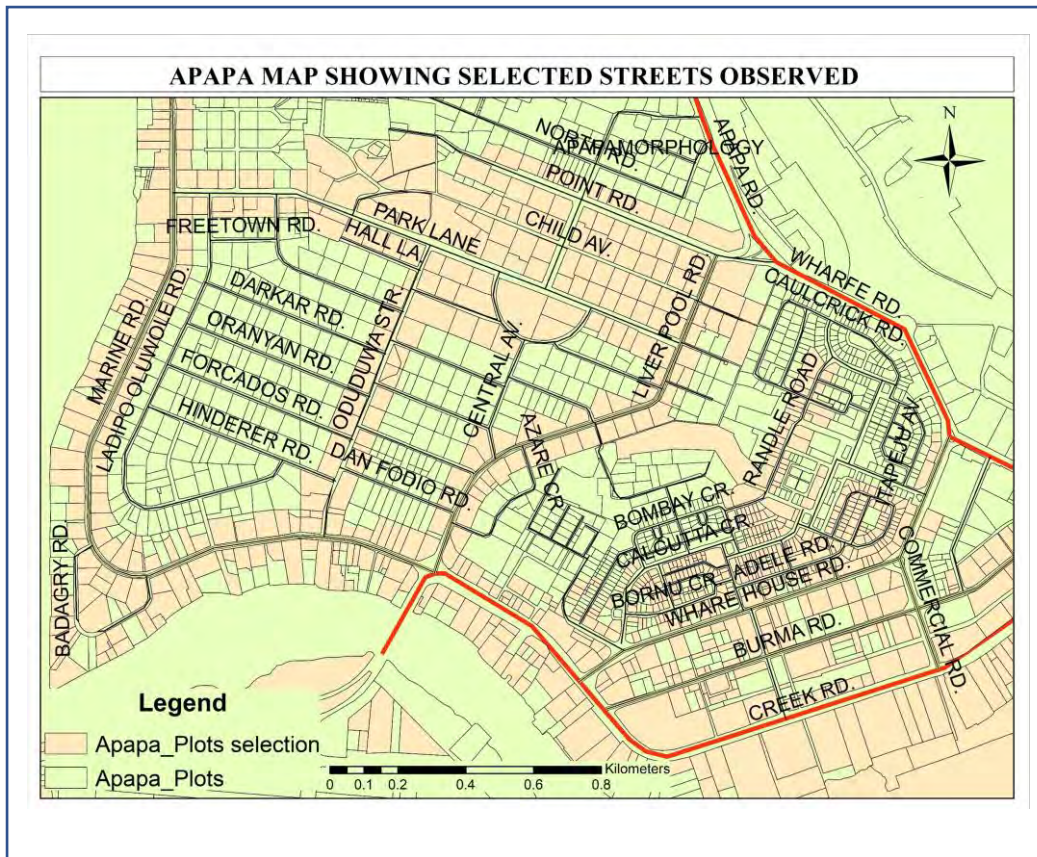 APAPA MAP SHOWING SELECTED STREETS OBSERVED
N
NORTH RD.
APAPAMORPHOLOGY
POINT RD.
APAPA RD.
PARK LANE
CHILD AV.
FREETOWN RD.
HALL LA.
WHARFE RD.
CAULCRICK RD.
LIVER POOL RD.
DARKAR RD.
ORANYAN RD.
FORCADOS RD.
HINDERER RD.
MARINE RD.
LADIPO OLUWOLE RD.
ODUDUWA STR.
CENTRAL AV.
DAN FODIO RD.
AZARE CR.
RANDLE ROAD
TAPEJU AV.
BOMBAY CR.
CALCUTTA CR.
BORNU CR.
ADELE RD.
WHARE HOUSE RD.
BURMA RD.
COMMERCIAL RD.
CREEK RD.
BADAGRY RD.
Legend
Apapa_Plots selection
Apapa_Plots
Kilometers
0 0.1 0.2 0.4 0.6 0.8